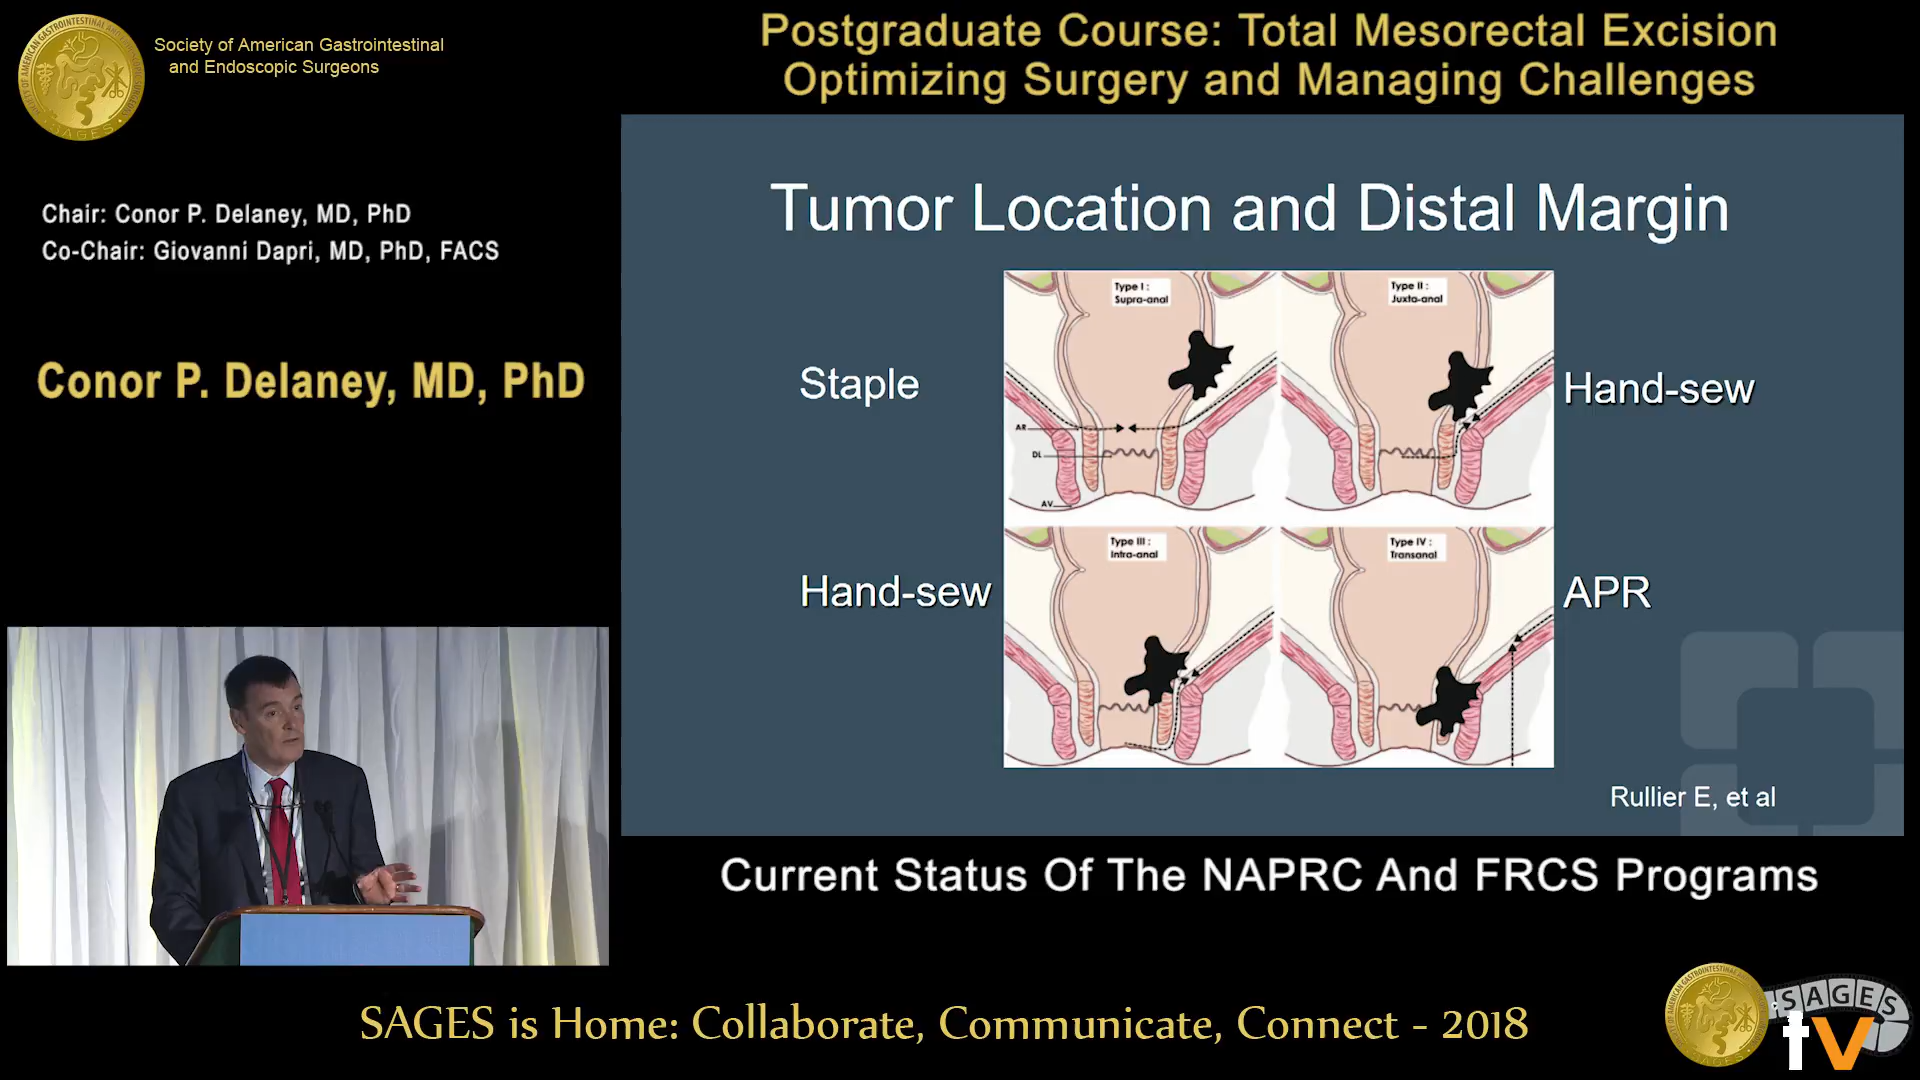 Society of American Gastrointestinal
and Endoscopic Surgeons
Postgraduate Course: Total Mesorectal Excision
Optimizing Surgery and Managing Challenges
Chair: Conor P. Delaney, MD, PhD
Co-Chair: Giovanni Dapri, MD, PhD, FACS
Conor P. Delaney, MD, PhD
Tumor Location and Distal Margin
Type I :
Supra-anal
Type II :
Juxta-anal
Staple
Hand-sew
AR
DL
AV
Type III :
Intra-anal
Type IV :
Transanal
Hand-sew
APR
Rullier E, et al
Current Status Of The NAPRC And FRCS Programs
SAGES is Home: Collaborate, Communicate, Connect - 2018
SAGES
tv